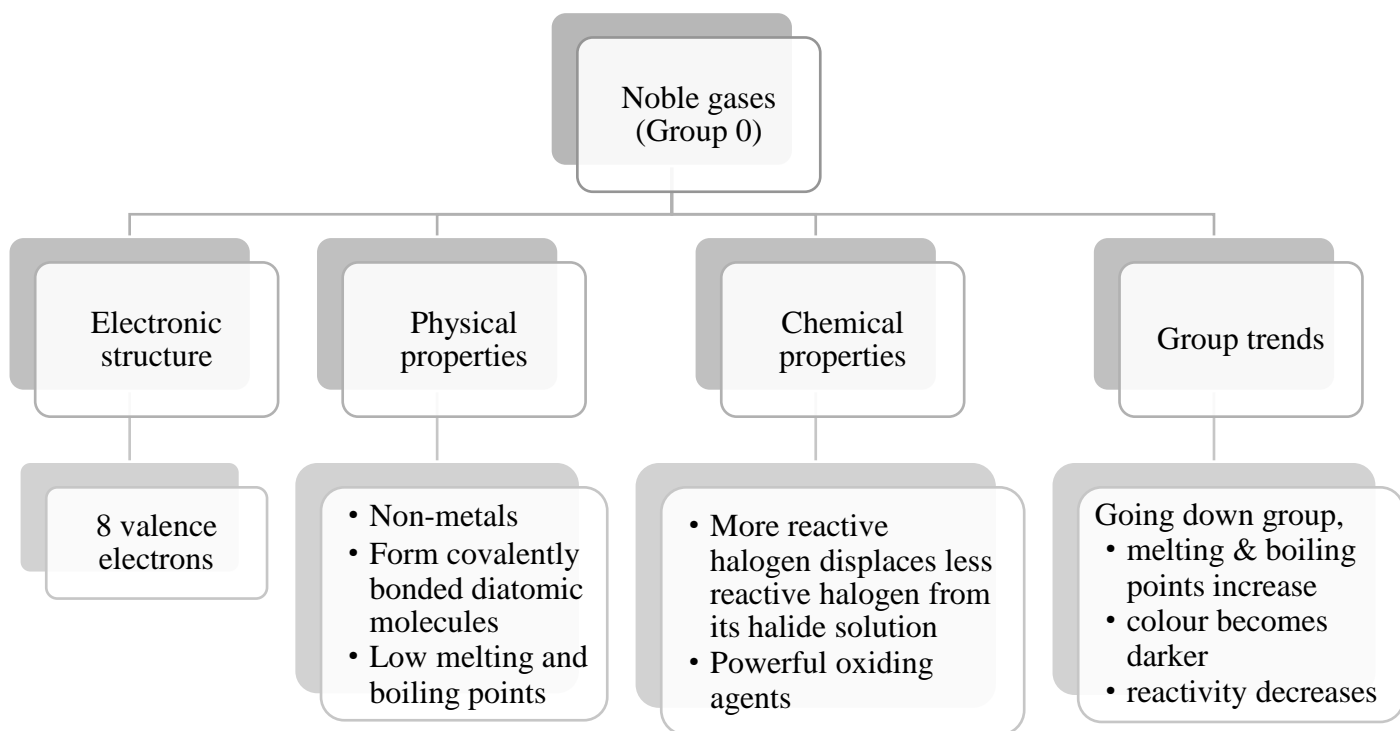 Noble gases
(Group 0)
Electronic
structure
Physical
properties
Chemical
properties
Group trends
8 valence
electrons
• Non-metals
• Form covalently
bonded diatomic
molecules
• Low melting and
boiling points
• More reactive
halogen displaces less
reactive halogen from
its halide solution
• Powerful oxiding
agents
Going down group,
• melting & boiling
points increase
• colour becomes
darker
• reactivity decreases